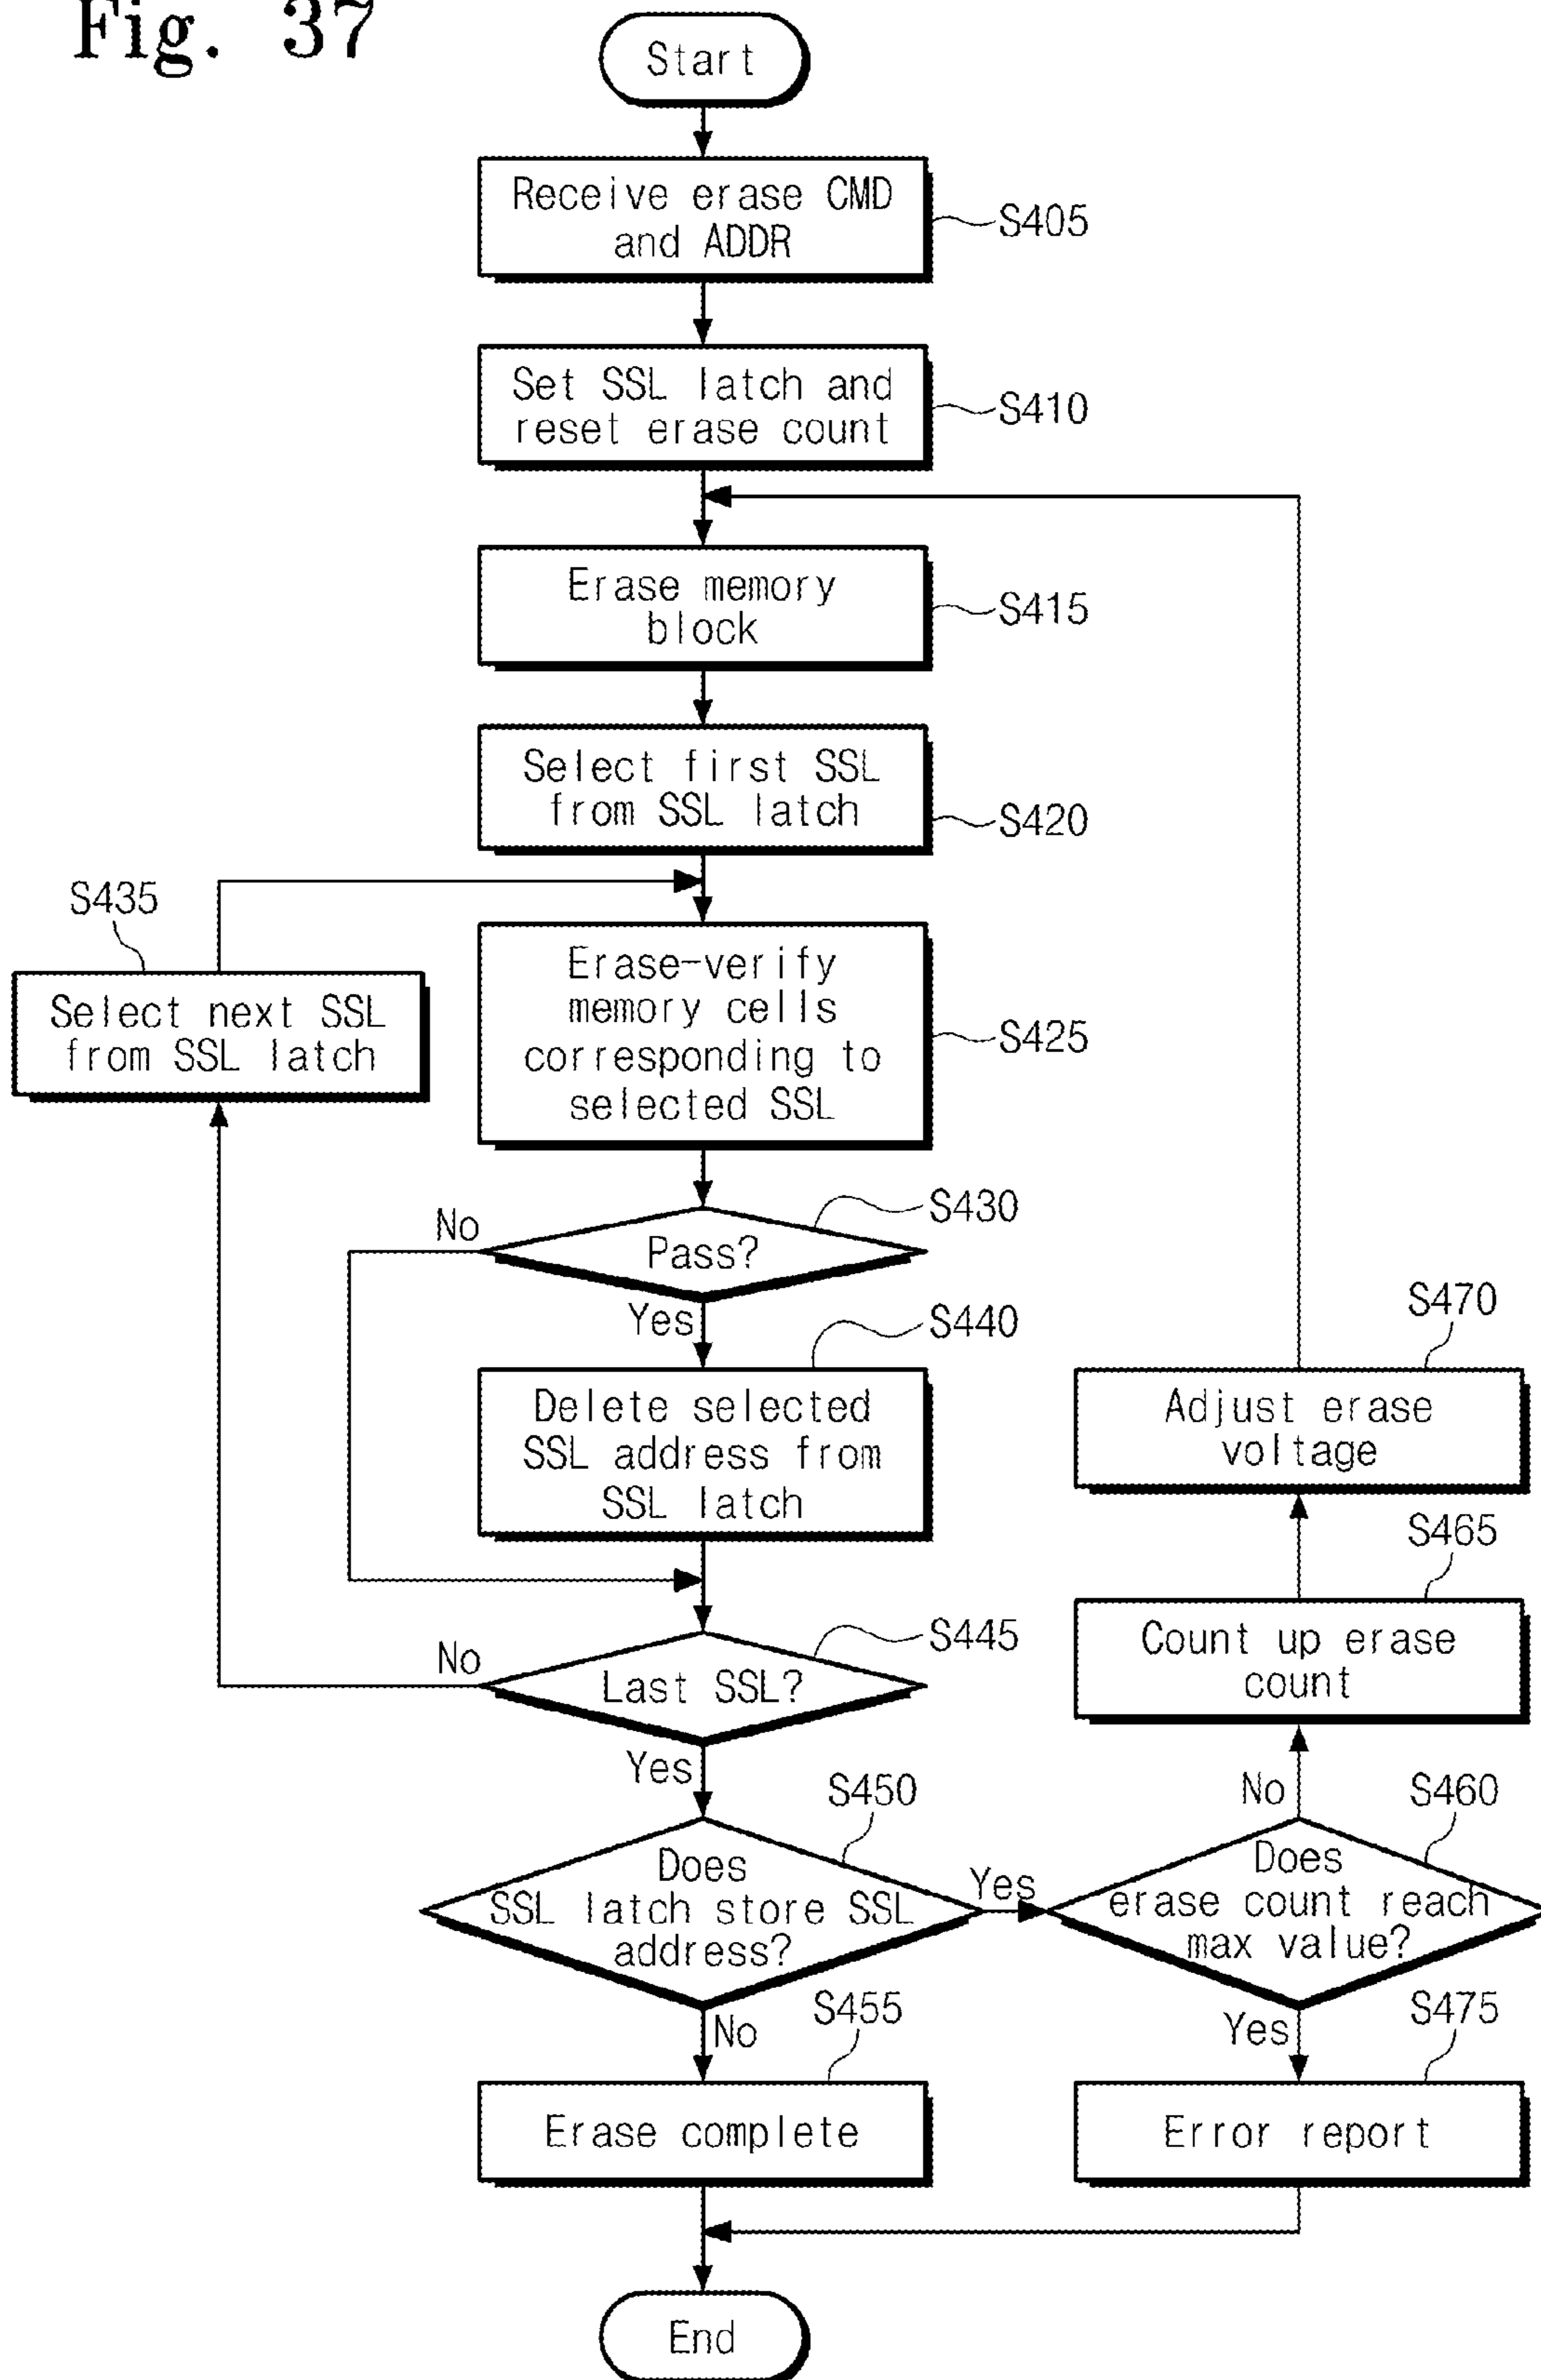 Fig. 37
Start
Receive erase CMD
and ADDR
S405
Set SSL latch and
reset erase count
S410
Erase memory
block
S415
Select first SSL
from SSL latch
S420
S435
Select next SSL
from SSL latch
Erase-verify
memory cells
corresponding to
selected SSL
S425
S430
No
Pass?
Yes
S440
Delete selected
SSL address from
SSL latch
S470
Adjust erase
voltage
S465
Count up erase
count
S445
No
Last SSL?
Yes
S450
Does
SSL latch store SSL
address?
Yes
No
S460
Does
erase count reach
max value?
No
S455
Yes
S475
Erase complete
Error report
End